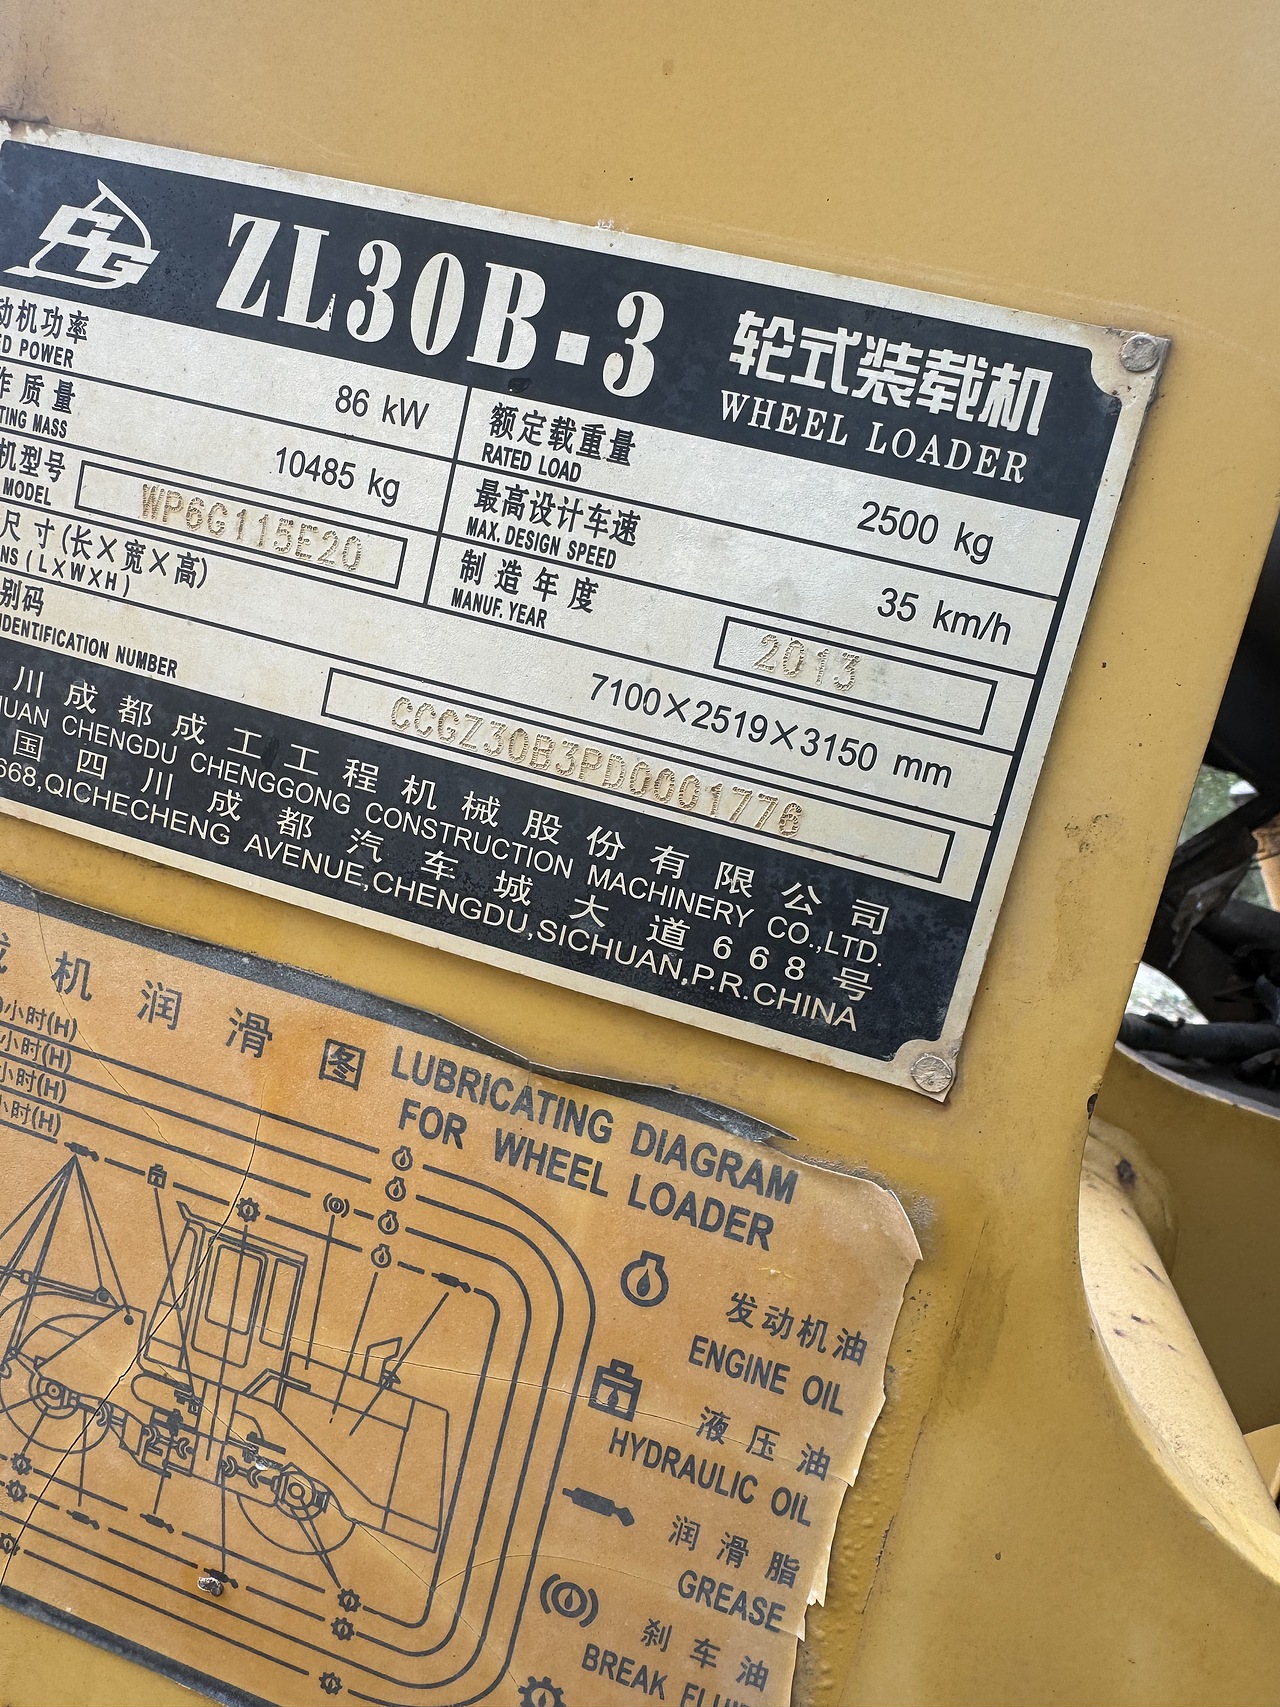 CG
ZL30B-3
轮式装载机
WHEEL LOADER
动机功率
ED POWER
86 kW
额定载重量
RATED LOAD
2500 kg
作质量
TING MASS
10485 kg
最高设计车速
MAX. DESIGN SPEED
35 km/h
机型号
MODEL
WP6G115E20
制造年度
MANUF. YEAR
2013
尺寸(长×宽×高)
NS (L×W×H)
7100×2519×3150 mm
别码
IDENTIFICATION NUMBER
CCGZ30B3PD0001776
川成都成工工程机械股份有限公司
HUAN CHENGDU CHENGGONG CONSTRUCTION MACHINERY CO.,LTD.
国四川成都汽车城大道668号
668,QICHECHENG AVENUE,CHENGDU,SICHUAN,P.R.CHINA
机润滑图
LUBRICATING DIAGRAM
FOR WHEEL LOADER
小时(H)
小时(H)
小时(H)
小时(H)
发动机油
ENGINE OIL
液压油
HYDRAULIC OIL
润滑脂
GREASE
刹车油
BREAK FLUID